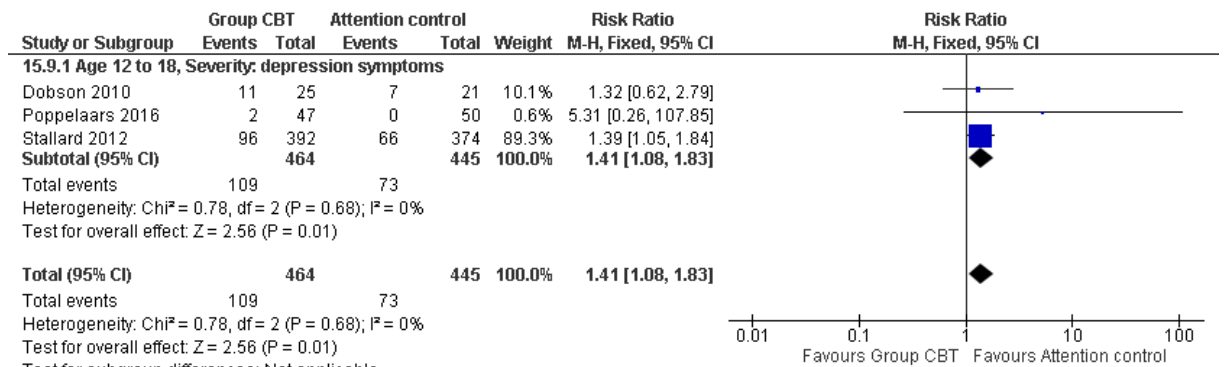 Group CBT Attention control Risk Ratio Risk Ratio
Study or Subgroup Events Total Events Total Weight M-H, Fixed, 95% CI M-H, Fixed, 95% CI
15.9.1 Age 12 to 18, Severity: depression symptoms
Dobson 2010 11 25 7 21 10.1% 1.32 [0.62, 2.79]
Poppelaars 2016 2 47 0 50 0.6% 5.31 [0.26, 107.85]
Stallard 2012 96 392 66 374 89.3% 1.39 [1.05, 1.84]
Subtotal (95% CI) 464 445 100.0% 1.41 [1.08, 1.83]
Total events 109 73
Heterogeneity: Chi² = 0.78, df = 2 (P = 0.68); I² = 0%
Test for overall effect: Z = 2.56 (P = 0.01)
Total (95% CI) 464 445 100.0% 1.41 [1.08, 1.83]
Total events 109 73
Heterogeneity: Chi² = 0.78, df = 2 (P = 0.68); I² = 0%
Test for overall effect: Z = 2.56 (P = 0.01)
Test for subgroup differences: Not applicable
0.01 0.1 1 10 100
Favours Group CBT Favours Attention control